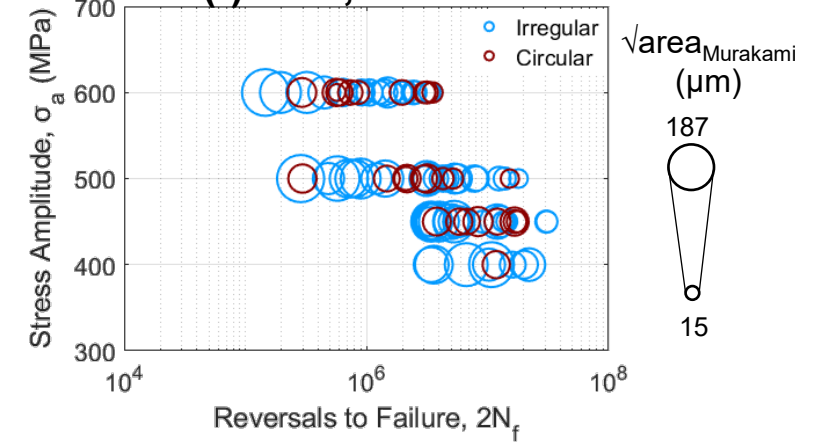 700
600
500
400
300
Stress Amplitude, σa (MPa)
Irregular
Circular
10^4
10^6
10^8
Reversals to Failure, 2Nf
√areaMurakami
(μm)
187
15